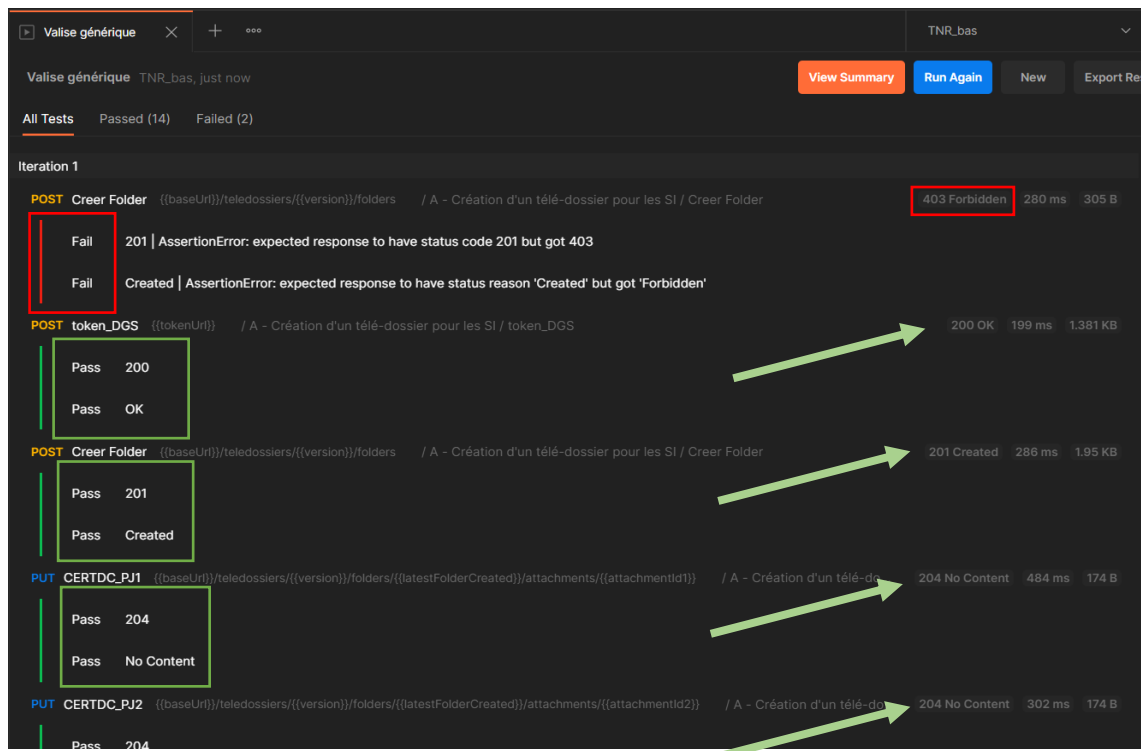 Valise générique
TNR_bas
Valise générique TNR_bas, just now
View Summary Run Again New Export Re
All Tests Passed (14) Failed (2)
Iteration 1
POST Creer Folder {{baseUrl}}/teledossiers/{{version}}/folders / A - Création d'un télé-dossier pour les SI / Creer Folder 403 Forbidden 280 ms 305 B
Fail 201 | AssertionError: expected response to have status code 201 but got 403
Fail Created | AssertionError: expected response to have status reason 'Created' but got 'Forbidden'
POST token_DGS {{tokenUrl}} / A - Création d'un télé-dossier pour les SI / token_DGS 200 OK 199 ms 1.381 KB
Pass 200
Pass OK
POST Creer Folder {{baseUrl}}/teledossiers/{{version}}/folders / A - Création d'un télé-dossier pour les SI / Creer Folder 201 Created 286 ms 1.95 KB
Pass 201
Pass Created
PUT CERTDC_PJ1 {{baseUrl}}/teledossiers/{{version}}/folders/{{latestFolderCreated}}/attachments/{{attachmentId1}} / A - Création d'un télé-do 204 No Content 484 ms 174 B
Pass 204
Pass No Content
PUT CERTDC_PJ2 {{baseUrl}}/teledossiers/{{version}}/folders/{{latestFolderCreated}}/attachments/{{attachmentId2}} / A - Création d'un télé-do 204 No Content 302 ms 174 B
Pass 204